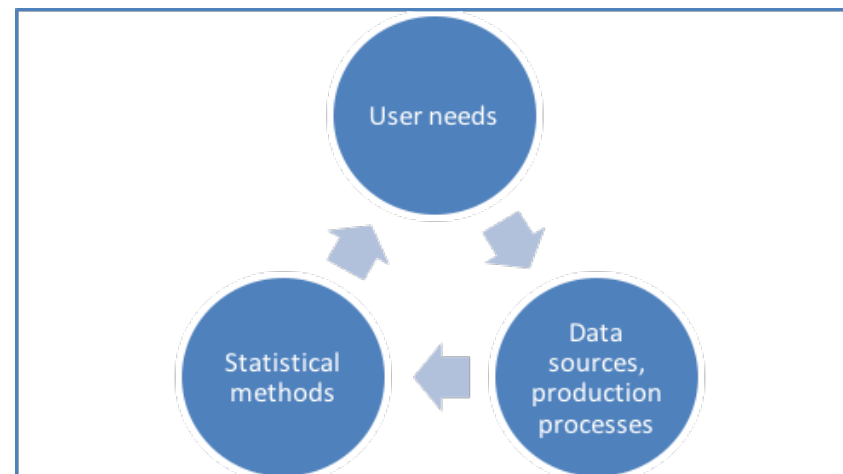 User needs
Statistical
methods
Data
sources,
production
processes